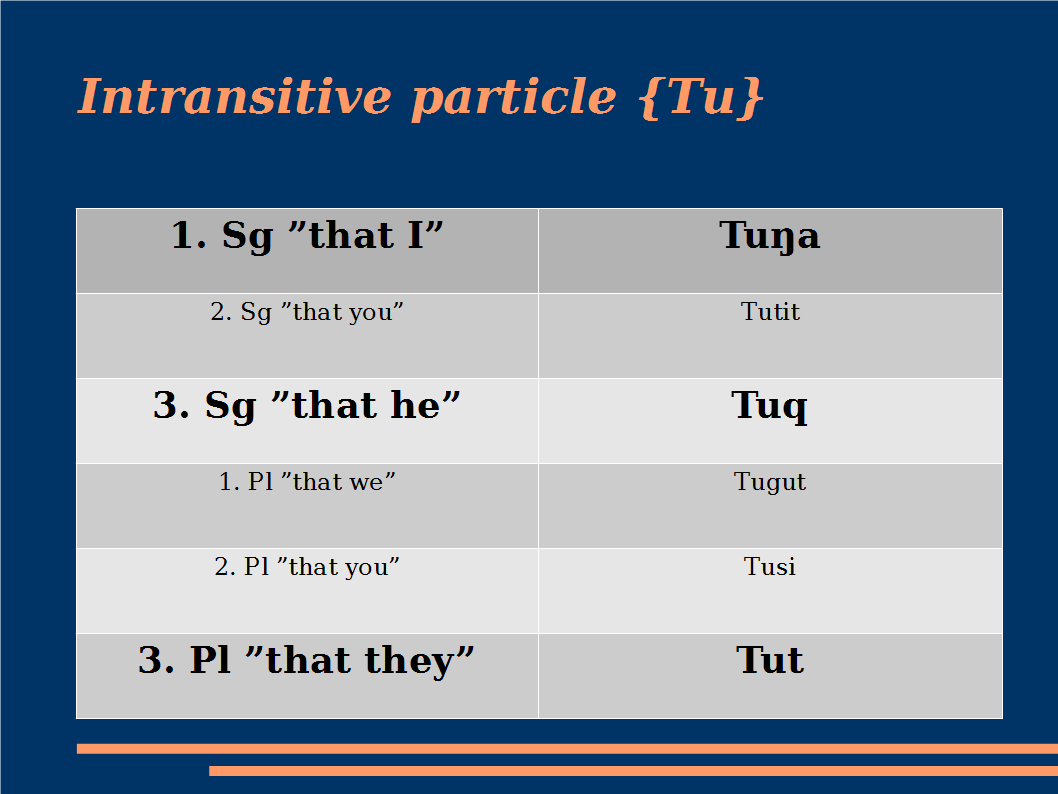 Intransitive particle {Tu}
1. Sg ”that I” Tuŋa
2. Sg ”that you” Tutit
3. Sg ”that he” Tuq
1. Pl ”that we” Tugut
2. Pl ”that you” Tusi
3. Pl ”that they” Tut